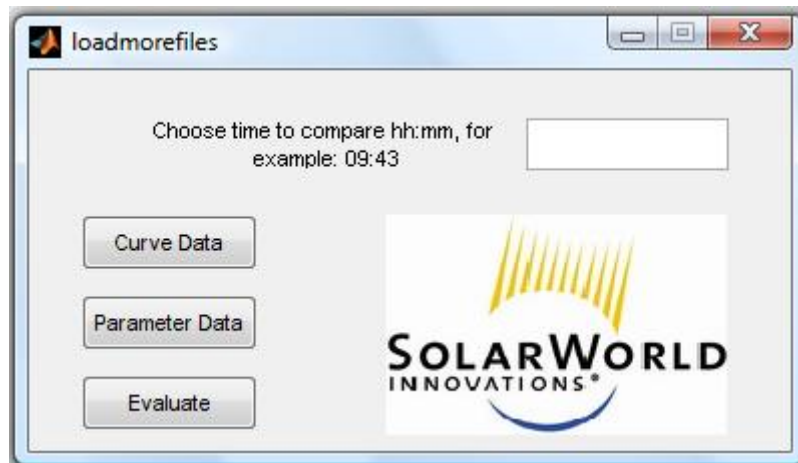 loadmorefiles
Choose time to compare hh:mm, for
example: 09:43
Curve Data
Parameter Data
Evaluate
SOLARWORLD
INNOVATIONS®